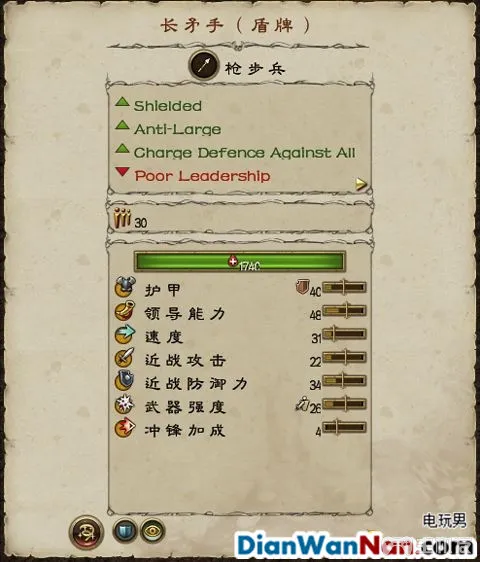 长矛手（盾牌）
枪步兵
Shielded
Anti-Large
Charge Defence Against All
Poor Leadership
30
1740
护甲 40
领导能力 48
速度 31
近战攻击 22
近战防御力 34
武器强度 26
冲锋加成 4
电玩男
DianWanNan.com